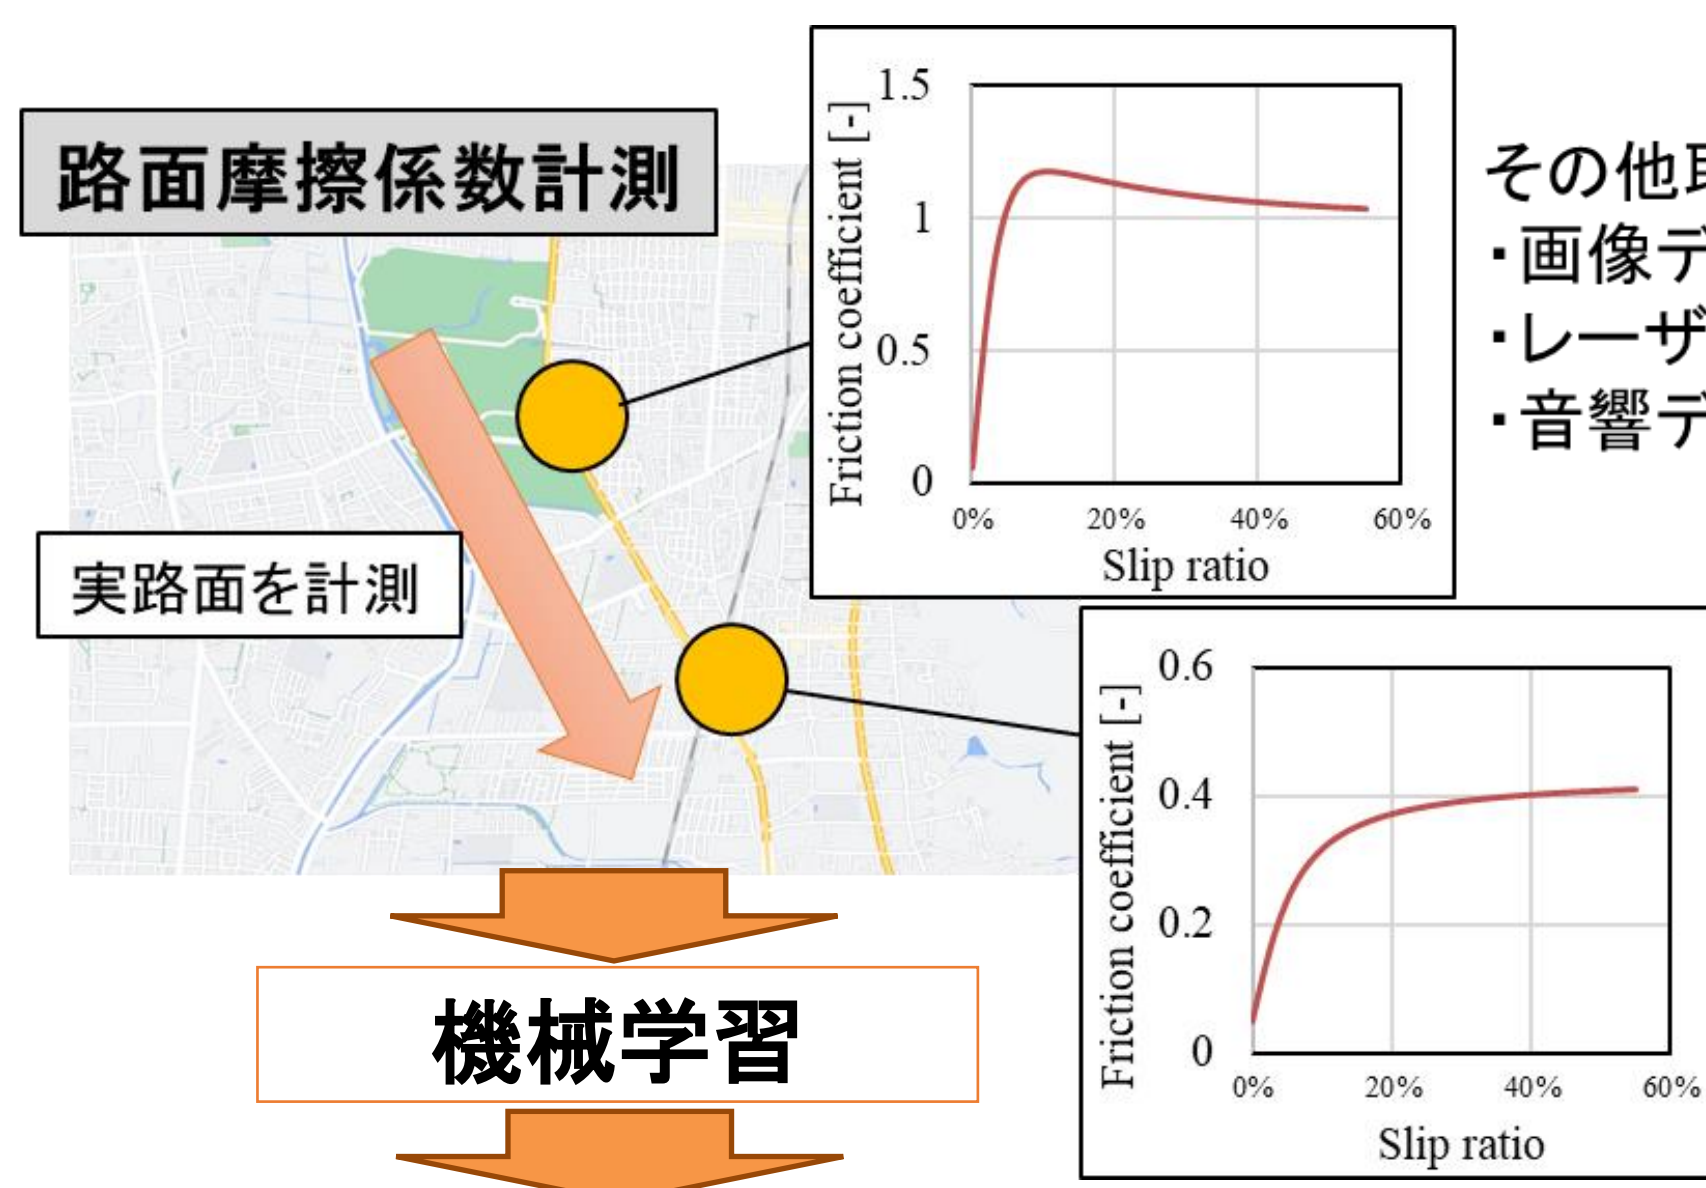 路面摩擦係数計測
実路面を計測
Friction coefficient [-]
1.5
1
0.5
0
0%
20%
40%
60%
Slip ratio
その他
・画像デ
・レーザ
・音響デ
Friction coefficient [-]
0.6
0.4
0.2
0
0%
20%
40%
60%
Slip ratio
機械学習